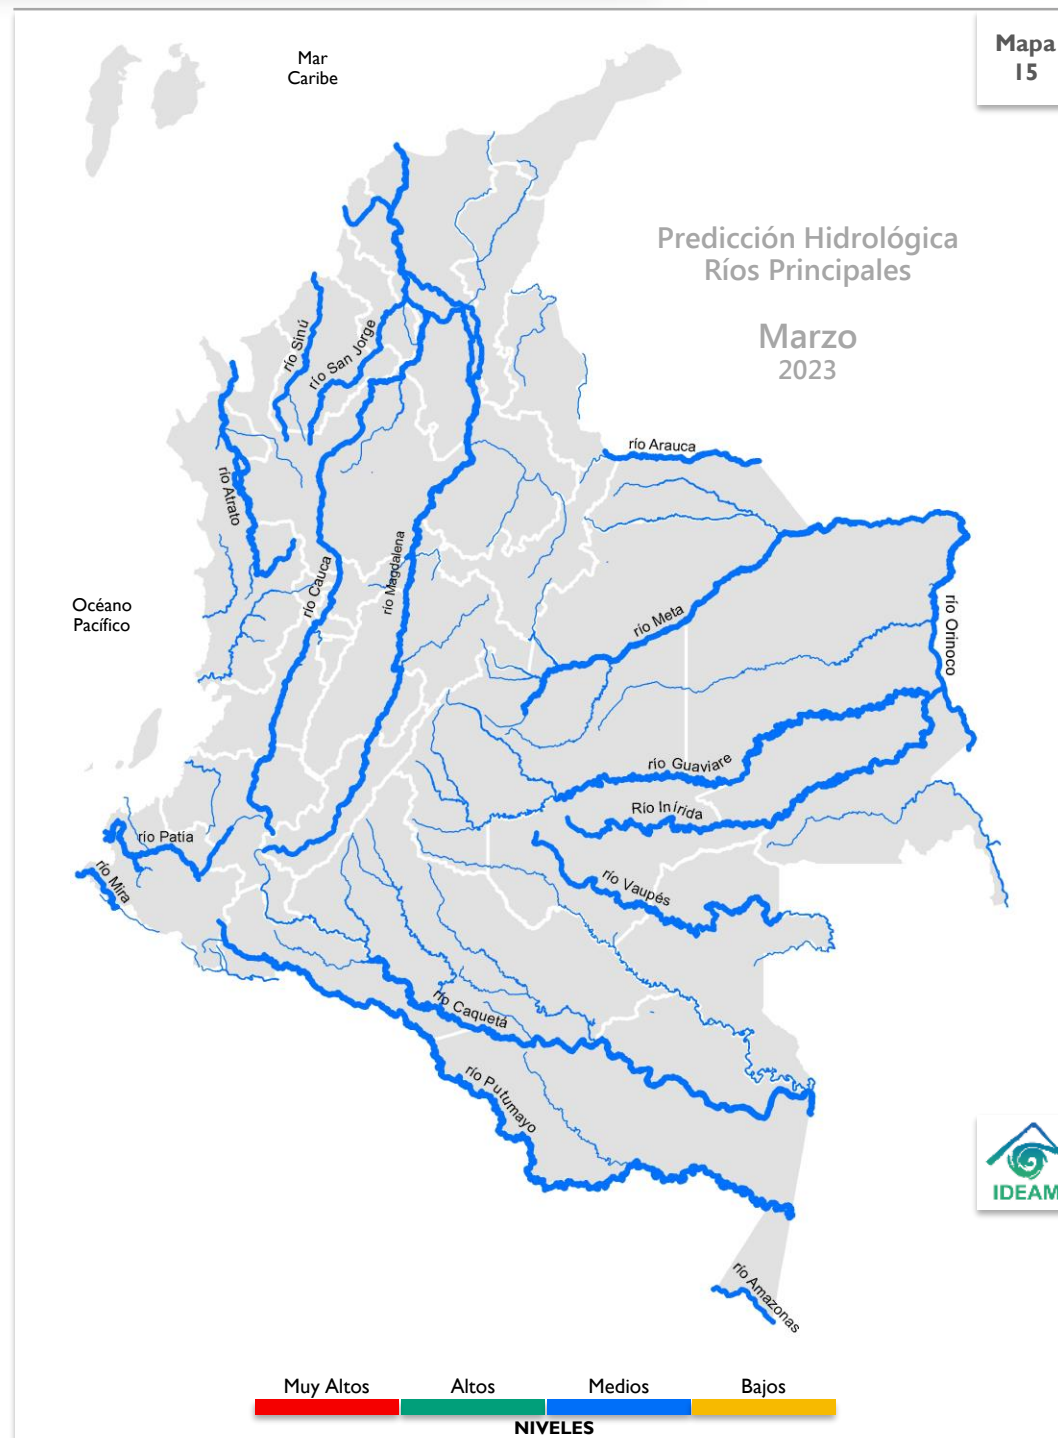 Mapa
15
Mar
Caribe
Predicción Hidrológica
Ríos Principales
Marzo
2023
río Sinú
río San Jorge
río Arauca
río Atrato
río Magdalena
río Cauca
Océano
Pacífico
río Meta
río Orinoco
río Guaviare
Río Inírida
río Patía
río Mira
río Vaupés
río Caquetá
río Putumayo
IDEAM
río Amazonas
Muy Altos
Altos
Medios
Bajos
NIVELES